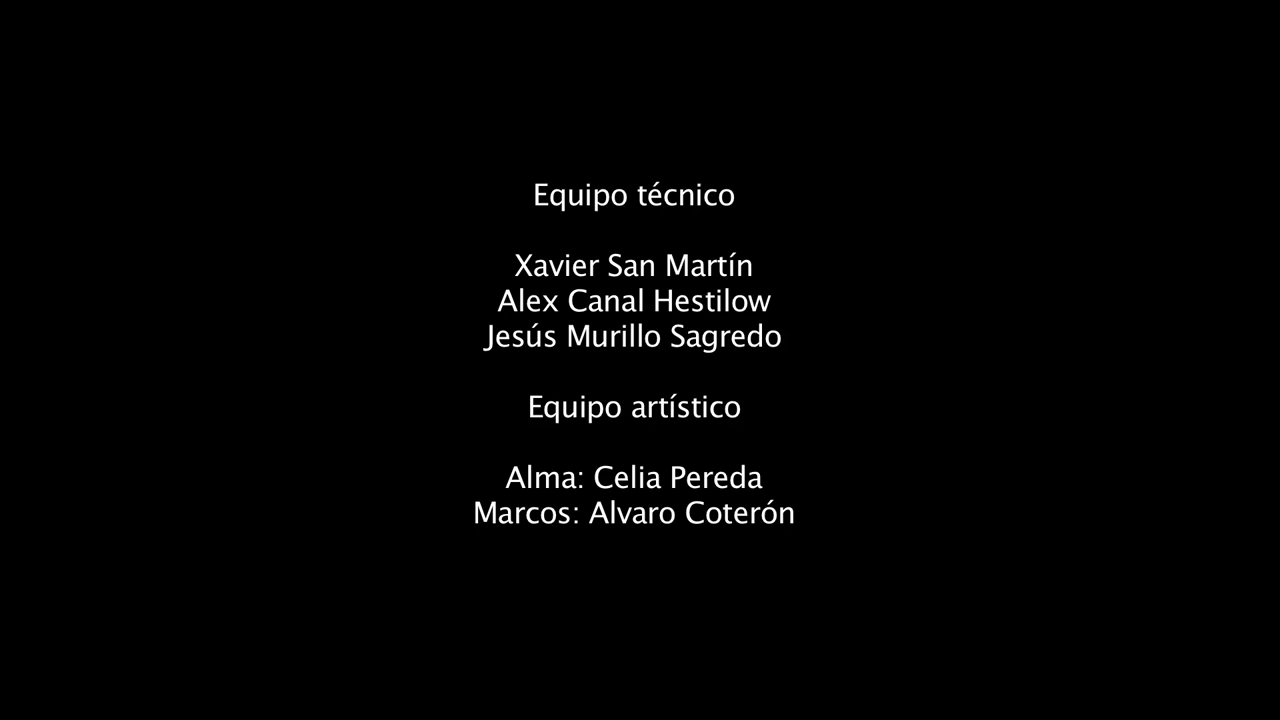 Equipo técnico
Xavier San Martín
Alex Canal Hestilow
Jesús Murillo Sagredo
Equipo artístico
Alma: Celia Pereda
Marcos: Alvaro Coterón